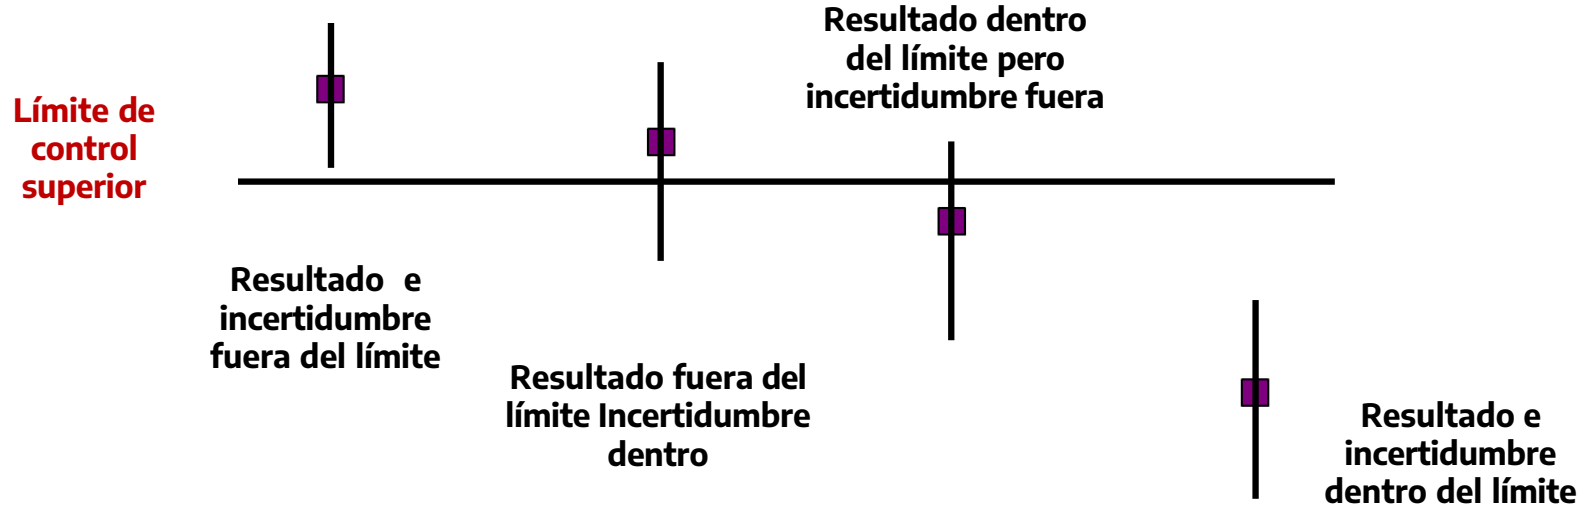 Límite de
control
superior
Resultado e
incertidumbre
fuera del límite
Resultado fuera del
límite Incertidumbre
dentro
Resultado dentro
del límite pero
incertidumbre fuera
Resultado e
incertidumbre
dentro del límite